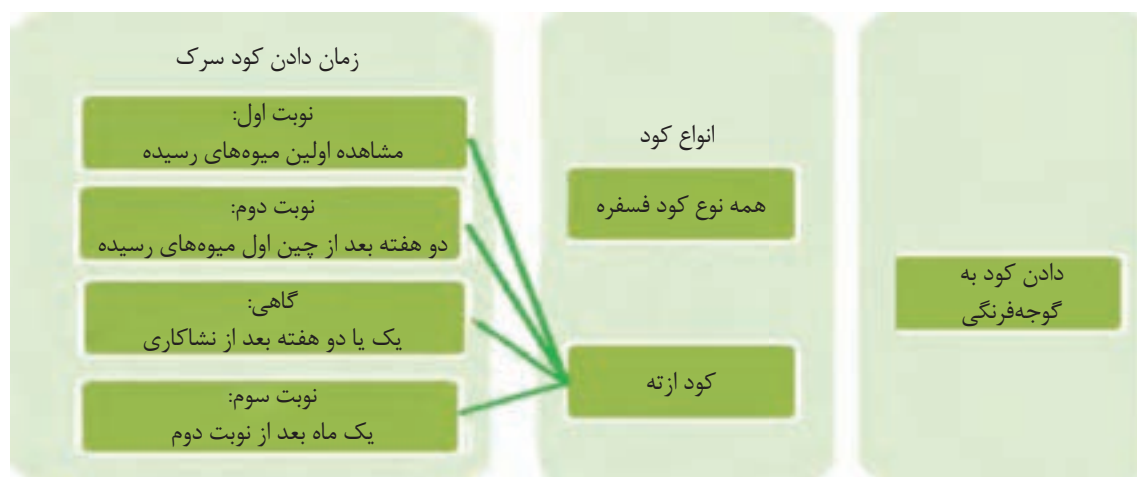 دادن کود به
گوجه‌فرنگی
انواع کود
همه نوع کود فسفره
کود ازته
زمان دادن کود سرک
نوبت اول:
مشاهده اولین میوه‌های رسیده
نوبت دوم:
دو هفته بعد از چین اول میوه‌های رسیده
گاهی:
یک یا دو هفته بعد از نشاکاری
نوبت سوم:
یک ماه بعد از نوبت دوم